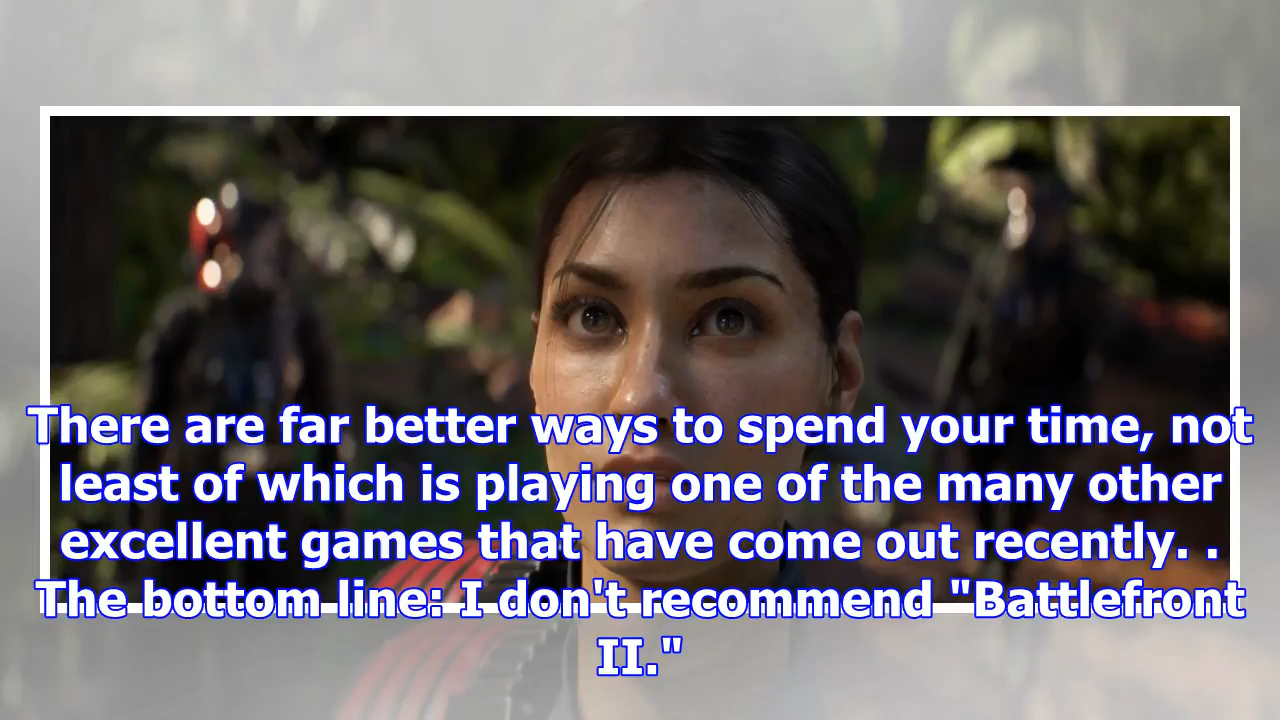 There are far better ways to spend your time, not
least of which is playing one of the many other
excellent games that have come out recently. .
The bottom line: I don't recommend "Battlefront
II."